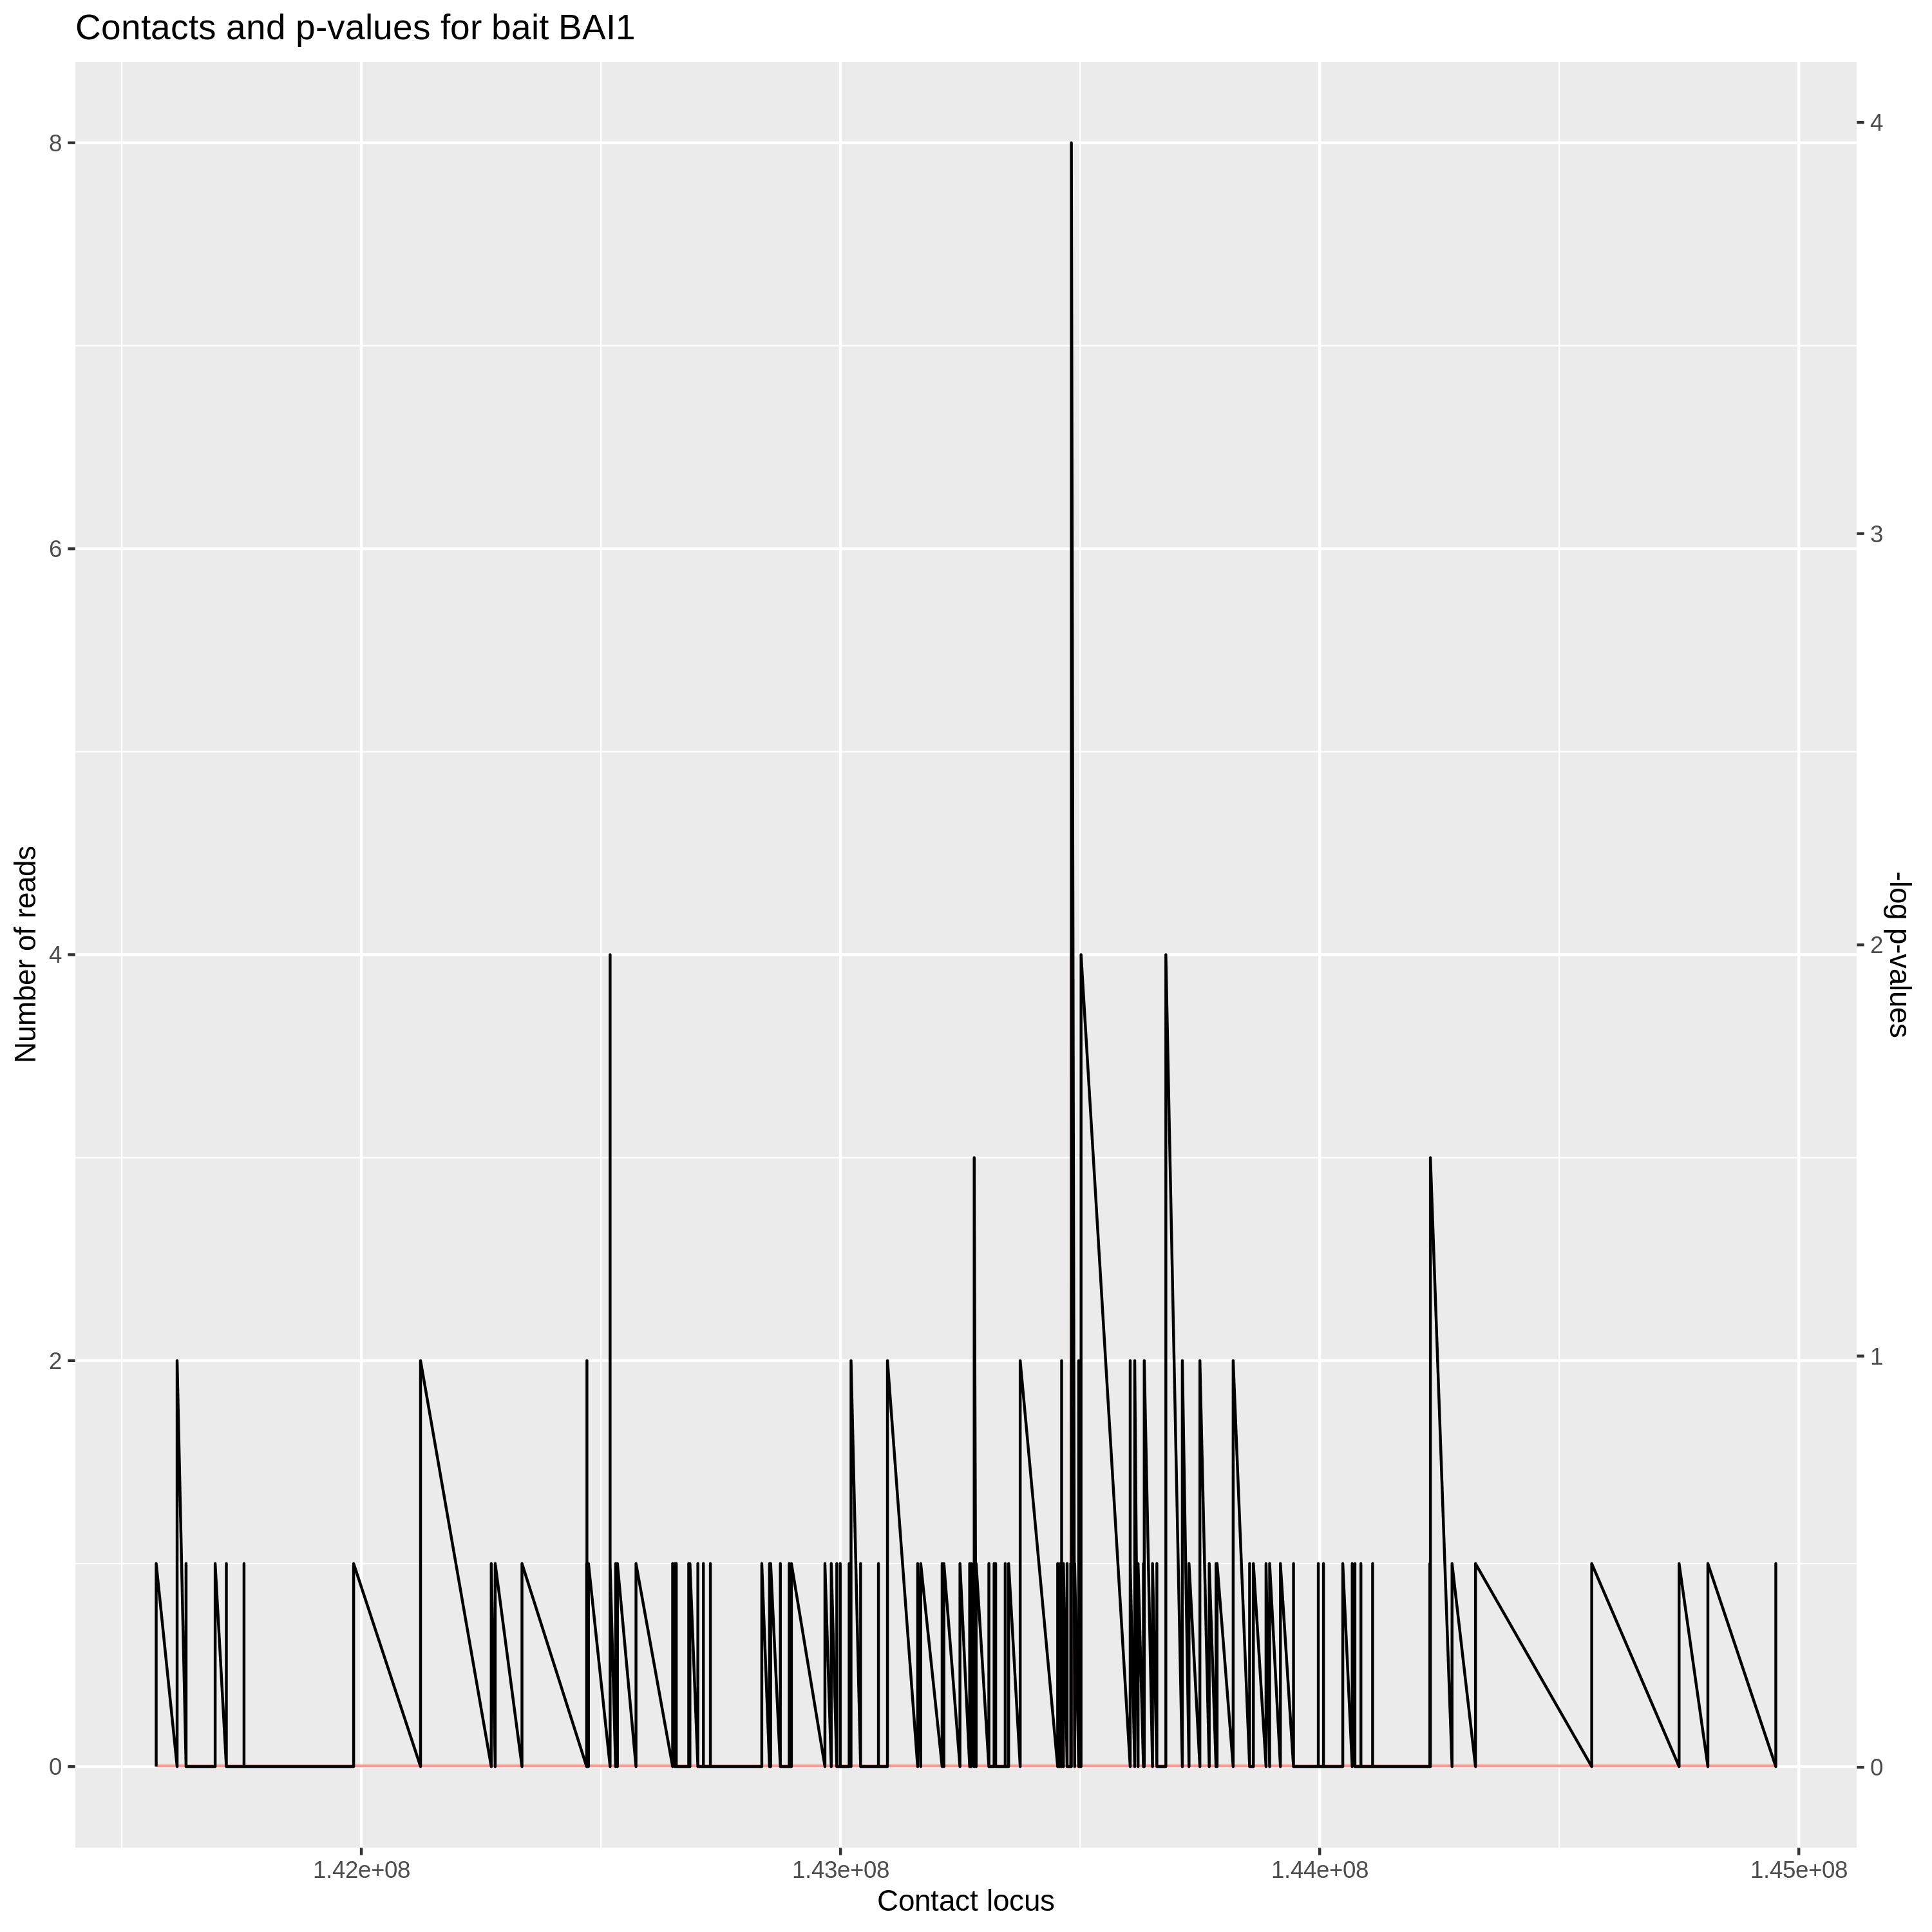 Contacts and p-values for bait BAI1
8
6
4
2
0
Number of reads
4
3
2
1
0
-log p-values
1.42e+08 1.43e+08 1.44e+08 1.45e+08
Contact locus